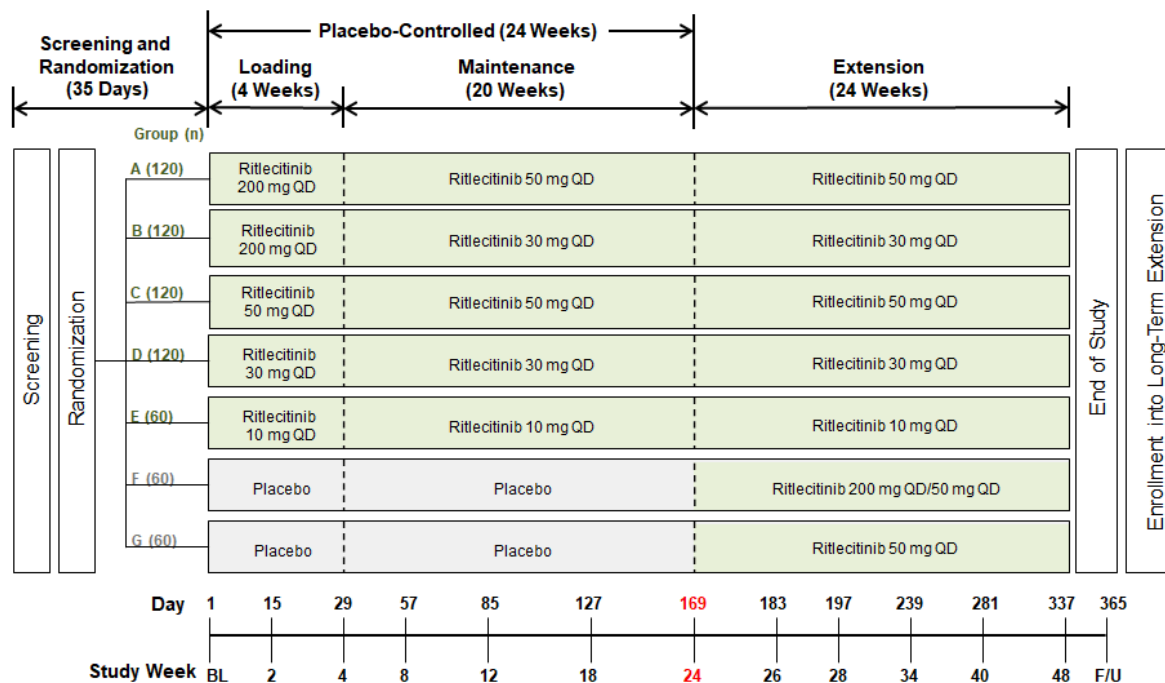 Placebo-Controlled (24 Weeks)
Screening and
Randomization
(35 Days)
Loading
(4 Weeks)
Maintenance
(20 Weeks)
Extension
(24 Weeks)
Group (n)
Screening
Randomization
A (120)
Ritlecitinib
200 mg QD
Ritlecitinib 50 mg QD
Ritlecitinib 50 mg QD
B (120)
Ritlecitinib
200 mg QD
Ritlecitinib 30 mg QD
Ritlecitinib 30 mg QD
C (120)
Ritlecitinib
50 mg QD
Ritlecitinib 50 mg QD
Ritlecitinib 50 mg QD
D (120)
Ritlecitinib
30 mg QD
Ritlecitinib 30 mg QD
Ritlecitinib 30 mg QD
E (60)
Ritlecitinib
10 mg QD
Ritlecitinib 10 mg QD
Ritlecitinib 10 mg QD
F (60)
Placebo
Placebo
Ritlecitinib 200 mg QD/50 mg QD
G (60)
Placebo
Placebo
Ritlecitinib 50 mg QD
End of Study
Enrollment into Long-Term Extension
Day 1 15 29 57 85 127 169 183 197 239 281 337 365
Study Week BL 2 4 8 12 18 24 26 28 34 40 48 F/U